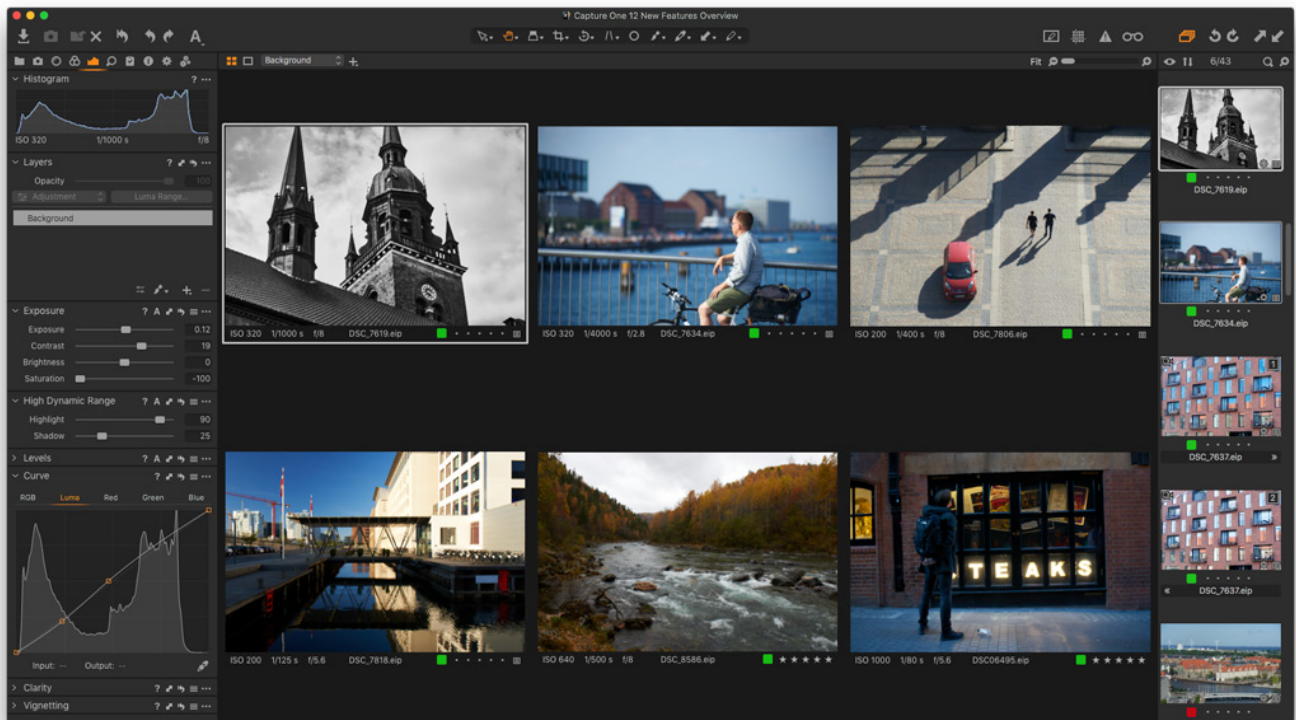 Capture One 12 New Features Overview
A
Background
Fit
6/43
Histogram ? ...
ISO 320 1/1000 s f/8
Layers ? ...
Opacity 100
Adjustment Luma Range...
Background
Exposure ? A ...
Exposure 0.12
Contrast 19
Brightness 0
Saturation -100
High Dynamic Range ? A ...
Highlight 90
Shadow 25
Levels ? A ...
Curve ? ...
RGB Luma Red Green Blue
Input: -- Output: --
Clarity ? ...
Vignetting ? ...
ISO 320 1/1000 s f/8 DSC_7619.eip
ISO 320 1/4000 s f/2.8 DSC_7634.eip
ISO 200 1/400 s f/8 DSC_7806.eip
TEAKS
ISO 200 1/125 s f/5.6 DSC_7818.eip
ISO 640 1/500 s f/8 DSC_8586.eip ★★★★★
ISO 1000 1/80 s f/5.6 DSC06495.eip ★★★★★
DSC_7619.eip
DSC_7634.eip
1
DSC_7637.eip »
2
« DSC_7637.eip